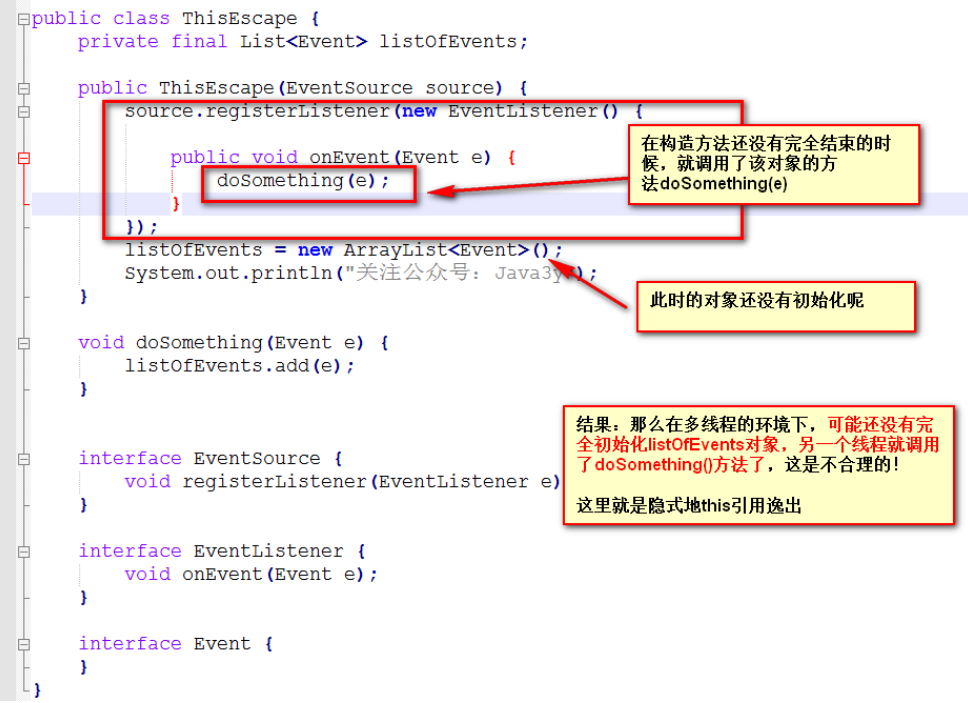 public class ThisEscape {
    private final List<Event> listOfEvents;
    public ThisEscape(EventSource source) {
        source.registerListener(new EventListener() {
            public void onEvent(Event e) {
                doSomething(e);
            }
        });
        listOfEvents = new ArrayList<Event>();
        System.out.println("关注公众号：Java3y");
    }
    void doSomething(Event e) {
        listOfEvents.add(e);
    }
    interface EventSource {
        void registerListener(EventListener e)
    }
    interface EventListener {
        void onEvent(Event e);
    }
    interface Event {
    }
}
在构造方法还没有完全结束的时
候，就调用了该对象的方
法doSomething(e)
此时的对象还没有初始化呢
结果：那么在多线程的环境下，可能还没有完
全初始化listOfEvents对象，另一个线程就调用
了doSomething()方法了，这是不合理的！
这里就是隐式地this引用逸出